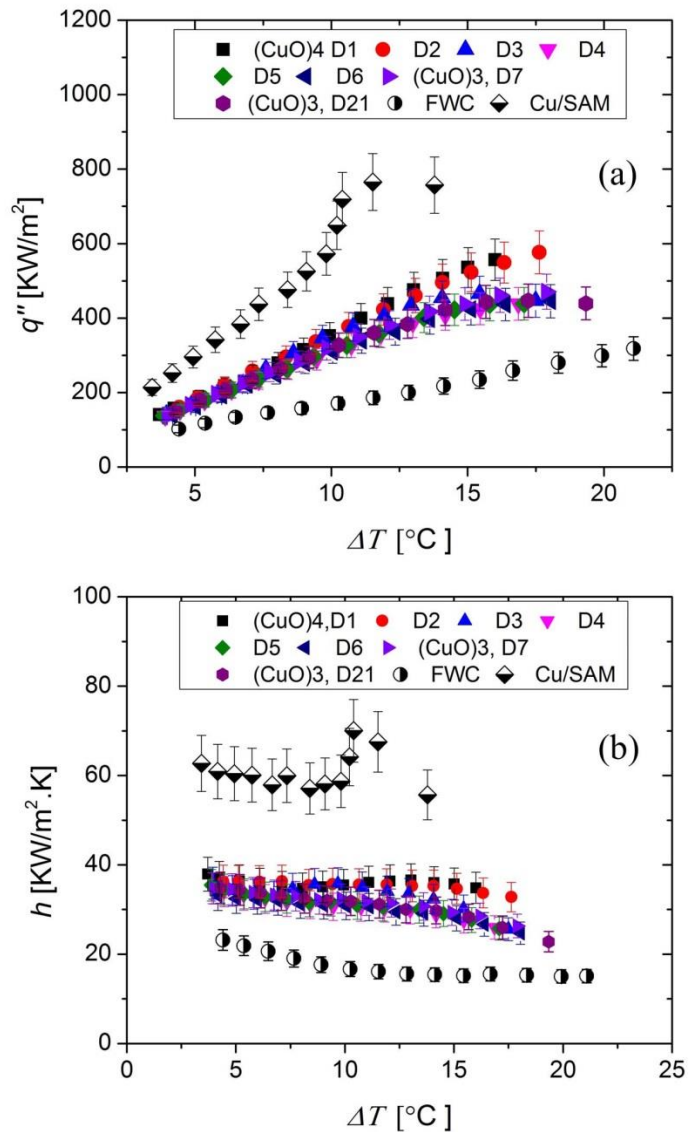 1200
1000
800
600
400
200
0
q" [KW/m²]
(CuO)4 D1 D2 D3 D4
D5 D6 (CuO)3, D7
(CuO)3, D21 FWC Cu/SAM
(a)
5 10 15 20
ΔT [°C ]
100
80
60
40
20
0
h [KW/m².K]
(CuO)4,D1 D2 D3 D4
D5 D6 (CuO)3, D7
(CuO)3, D21 FWC Cu/SAM
(b)
0 5 10 15 20 25
ΔT [°C ]